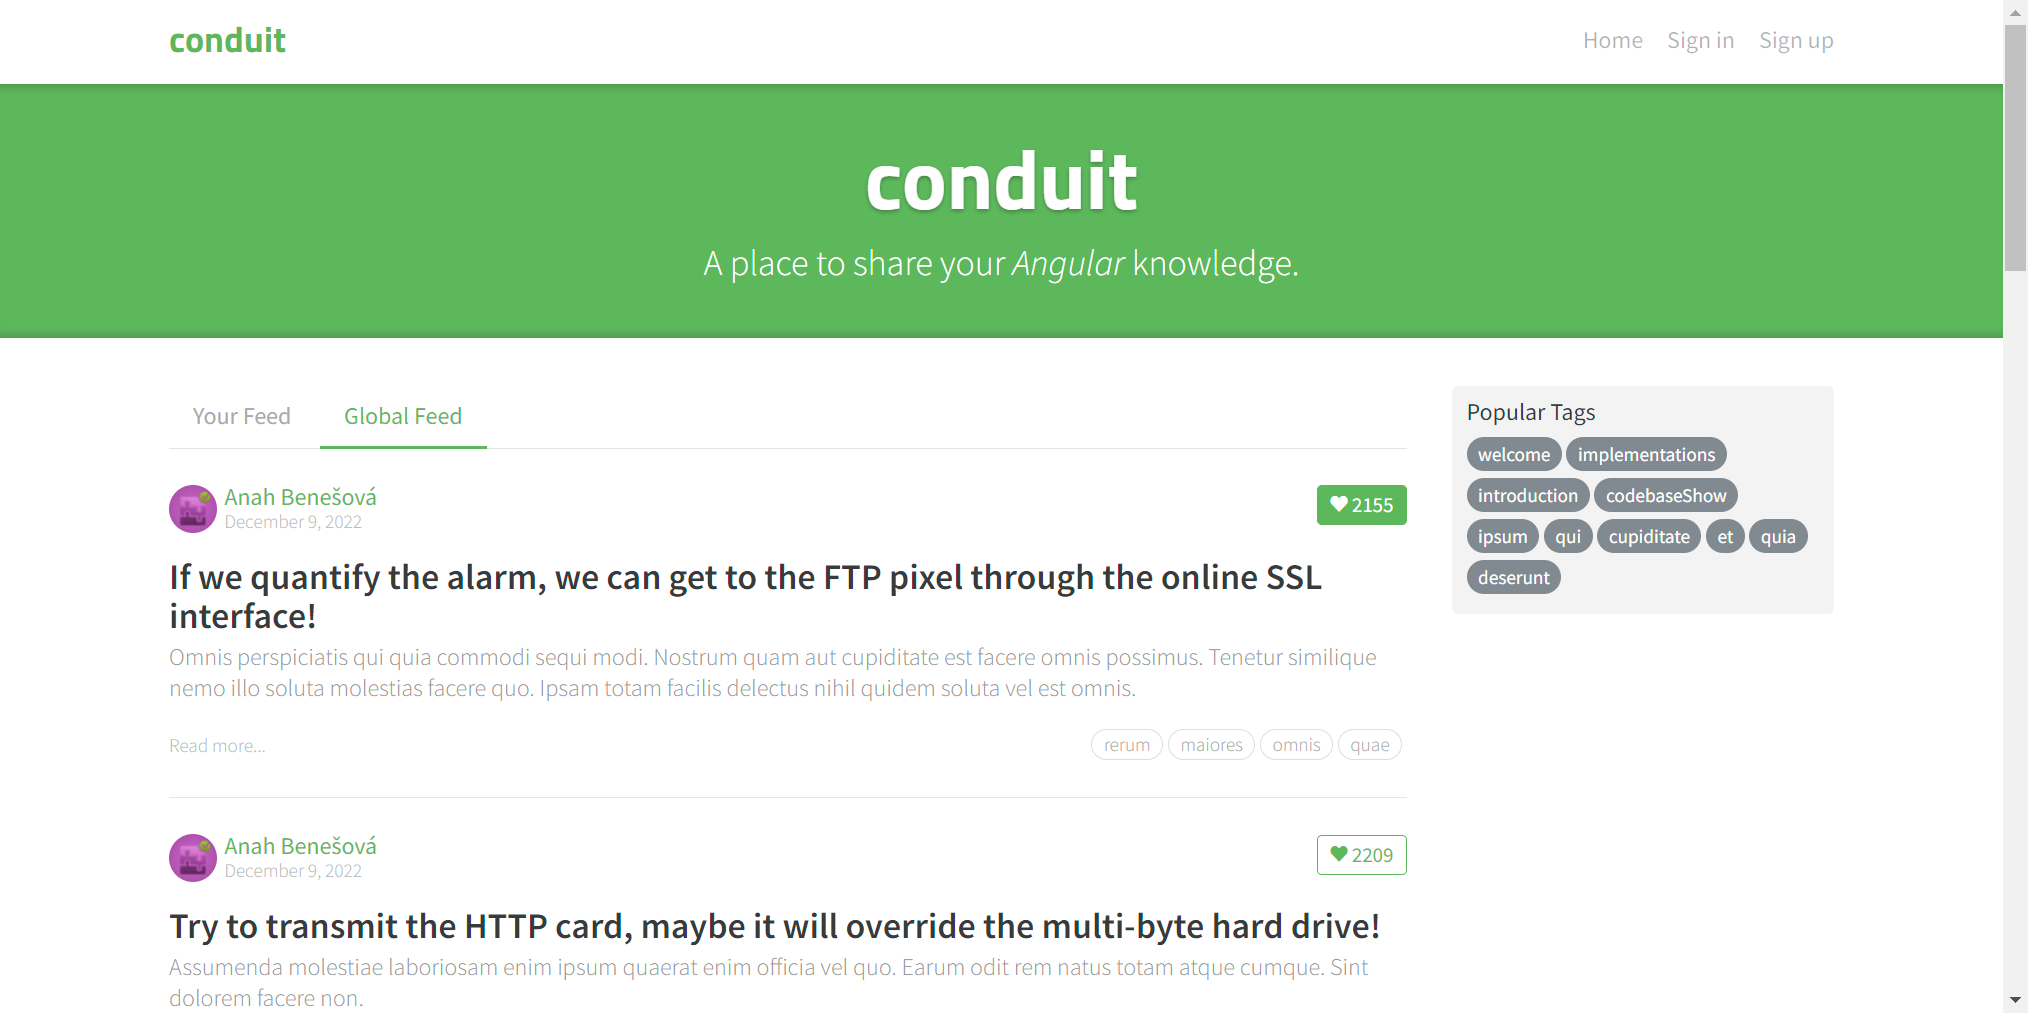 conduit
Home Sign in Sign up
conduit
A place to share your Angular knowledge.
Your Feed Global Feed
Popular Tags
welcome implementations
introduction codebaseShow
ipsum qui cupiditate et quia
deserunt
Anah Benešová
December 9, 2022
2155
If we quantify the alarm, we can get to the FTP pixel through the online SSL
interface!
Omnis perspiciatis qui quia commodi sequi modi. Nostrum quam aut cupiditate est facere omnis possimus. Tenetur similique
nemo illo soluta molestias facere quo. Ipsam totam facilis delectus nihil quidem soluta vel est omnis.
Read more...
rerum maiores omnis quae
Anah Benešová
December 9, 2022
2209
Try to transmit the HTTP card, maybe it will override the multi-byte hard drive!
Assumenda molestiae laboriosam enim ipsum quaerat enim officia vel quo. Earum odit rem natus totam atque cumque. Sint
dolorem facere non.